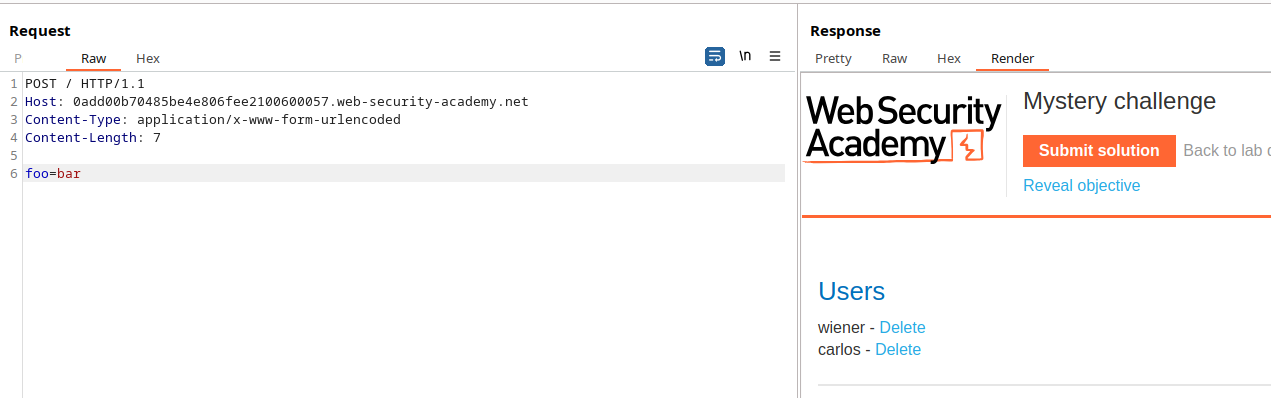 Request
P Raw Hex \n
1 POST / HTTP/1.1
2 Host: 0add00b70485be4e806fee2100600057.web-security-academy.net
3 Content-Type: application/x-www-form-urlencoded
4 Content-Length: 7
5
6 foo=bar
Response
Pretty Raw Hex Render
Web Security
Academy
Mystery challenge
Submit solution Back to lab d
Reveal objective
Users
wiener - Delete
carlos - Delete